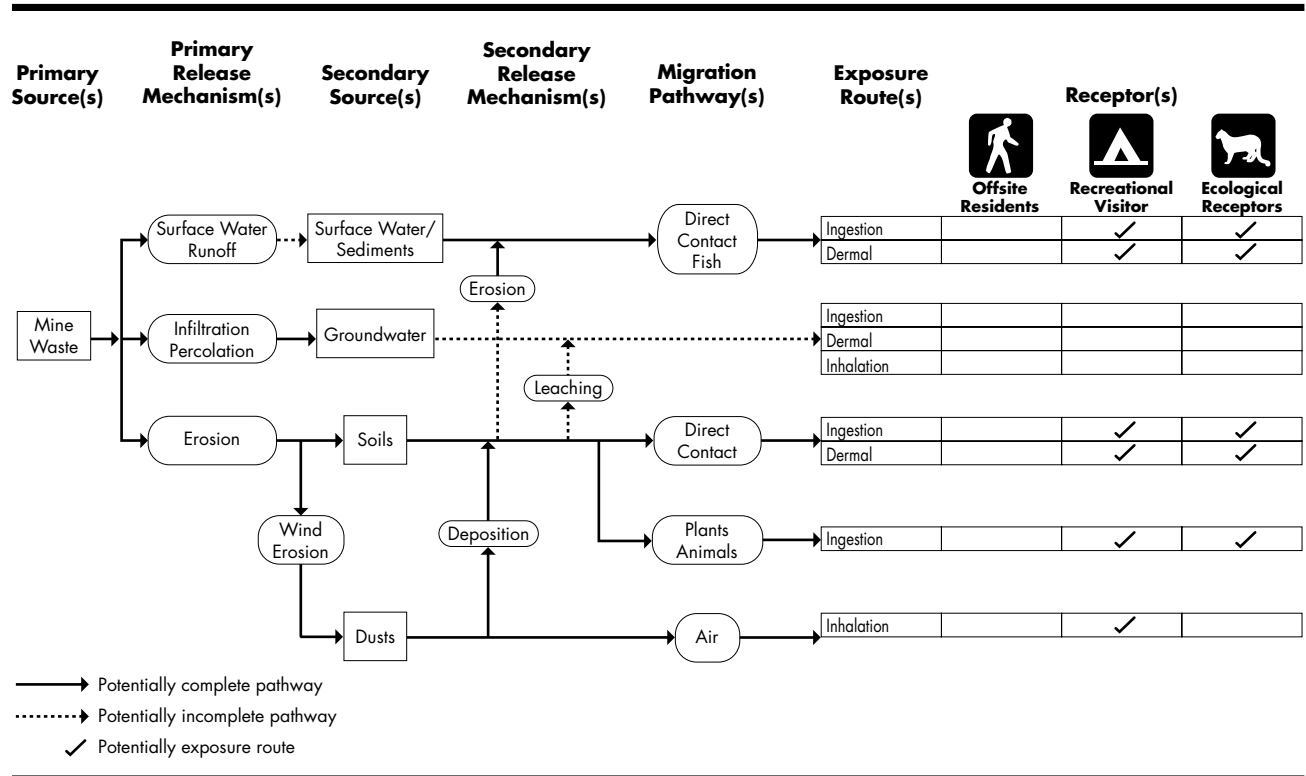 Primary
Source(s)
Primary
Release
Mechanism(s)
Secondary
Source(s)
Secondary
Release
Mechanism(s)
Migration
Pathway(s)
Exposure
Route(s)
Receptor(s)
Offsite
Residents
Recreational
Visitor
Ecological
Receptors
Mine
Waste
Surface Water
Runoff
Surface Water/
Sediments
Erosion
Direct
Contact
Fish
Ingestion
Dermal
Infiltration
Percolation
Groundwater
Leaching
Ingestion
Dermal
Inhalation
Erosion
Soils
Direct
Contact
Ingestion
Dermal
Wind
Erosion
Deposition
Plants
Animals
Ingestion
Dusts
Air
Inhalation
Potentially complete pathway
Potentially incomplete pathway
Potentially exposure route